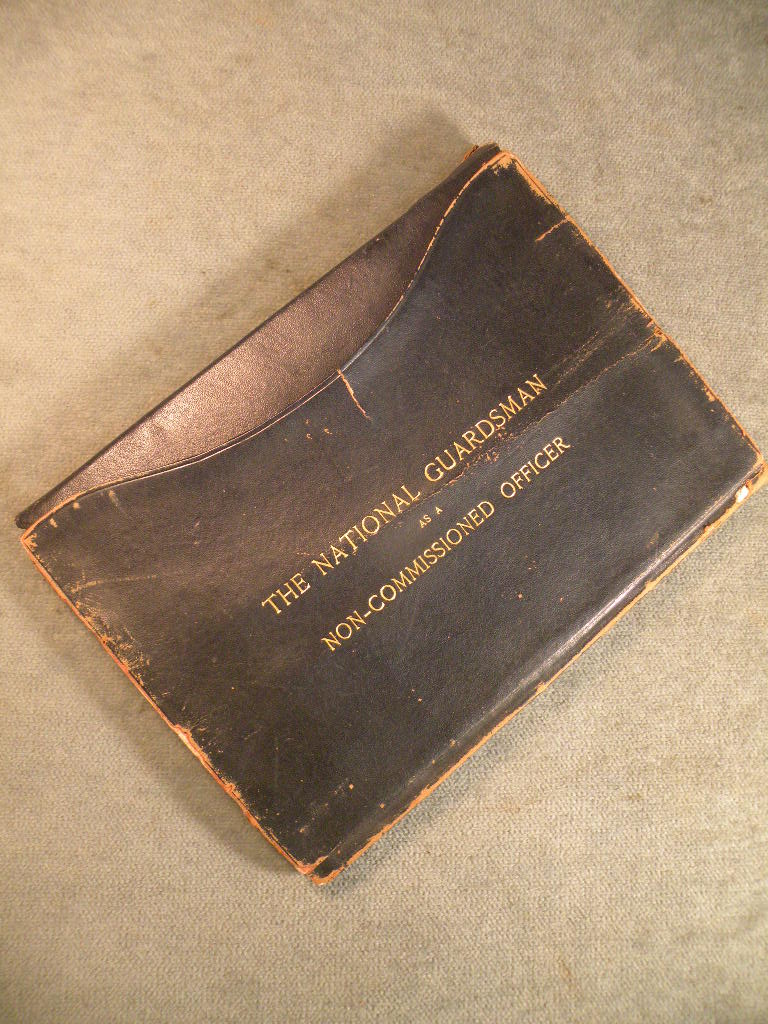 THE NATIONAL GUARDSMAN
AS A
NON-COMMISSIONED OFFICER